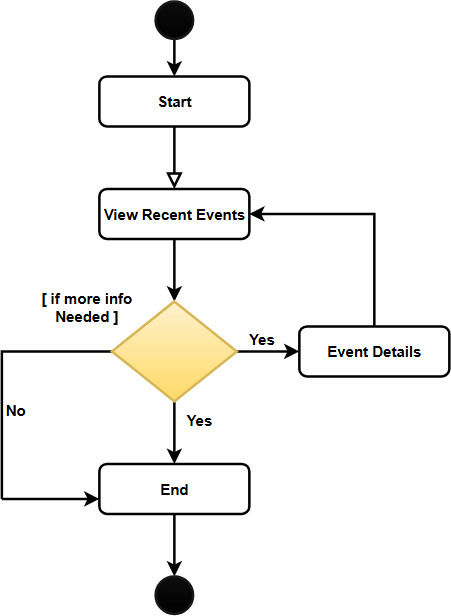 Start
View Recent Events
[ if more info
Needed ]
Yes
Event Details
No
Yes
End